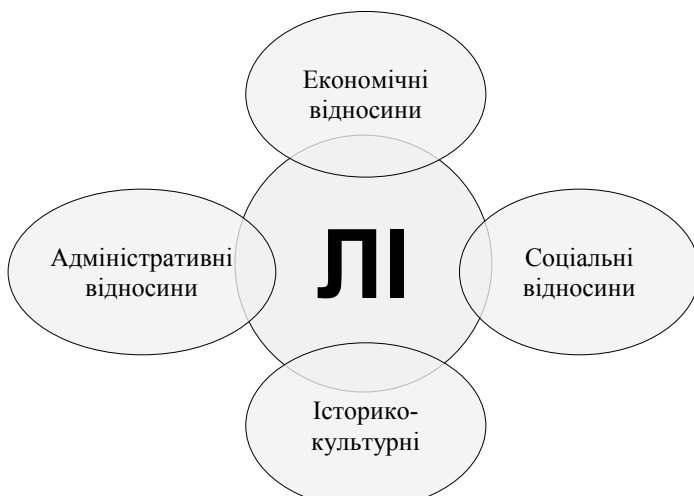 Економічні
відносини
Адміністративні
відносини
ЛІ
Соціальні
відносини
Історико-
культурні